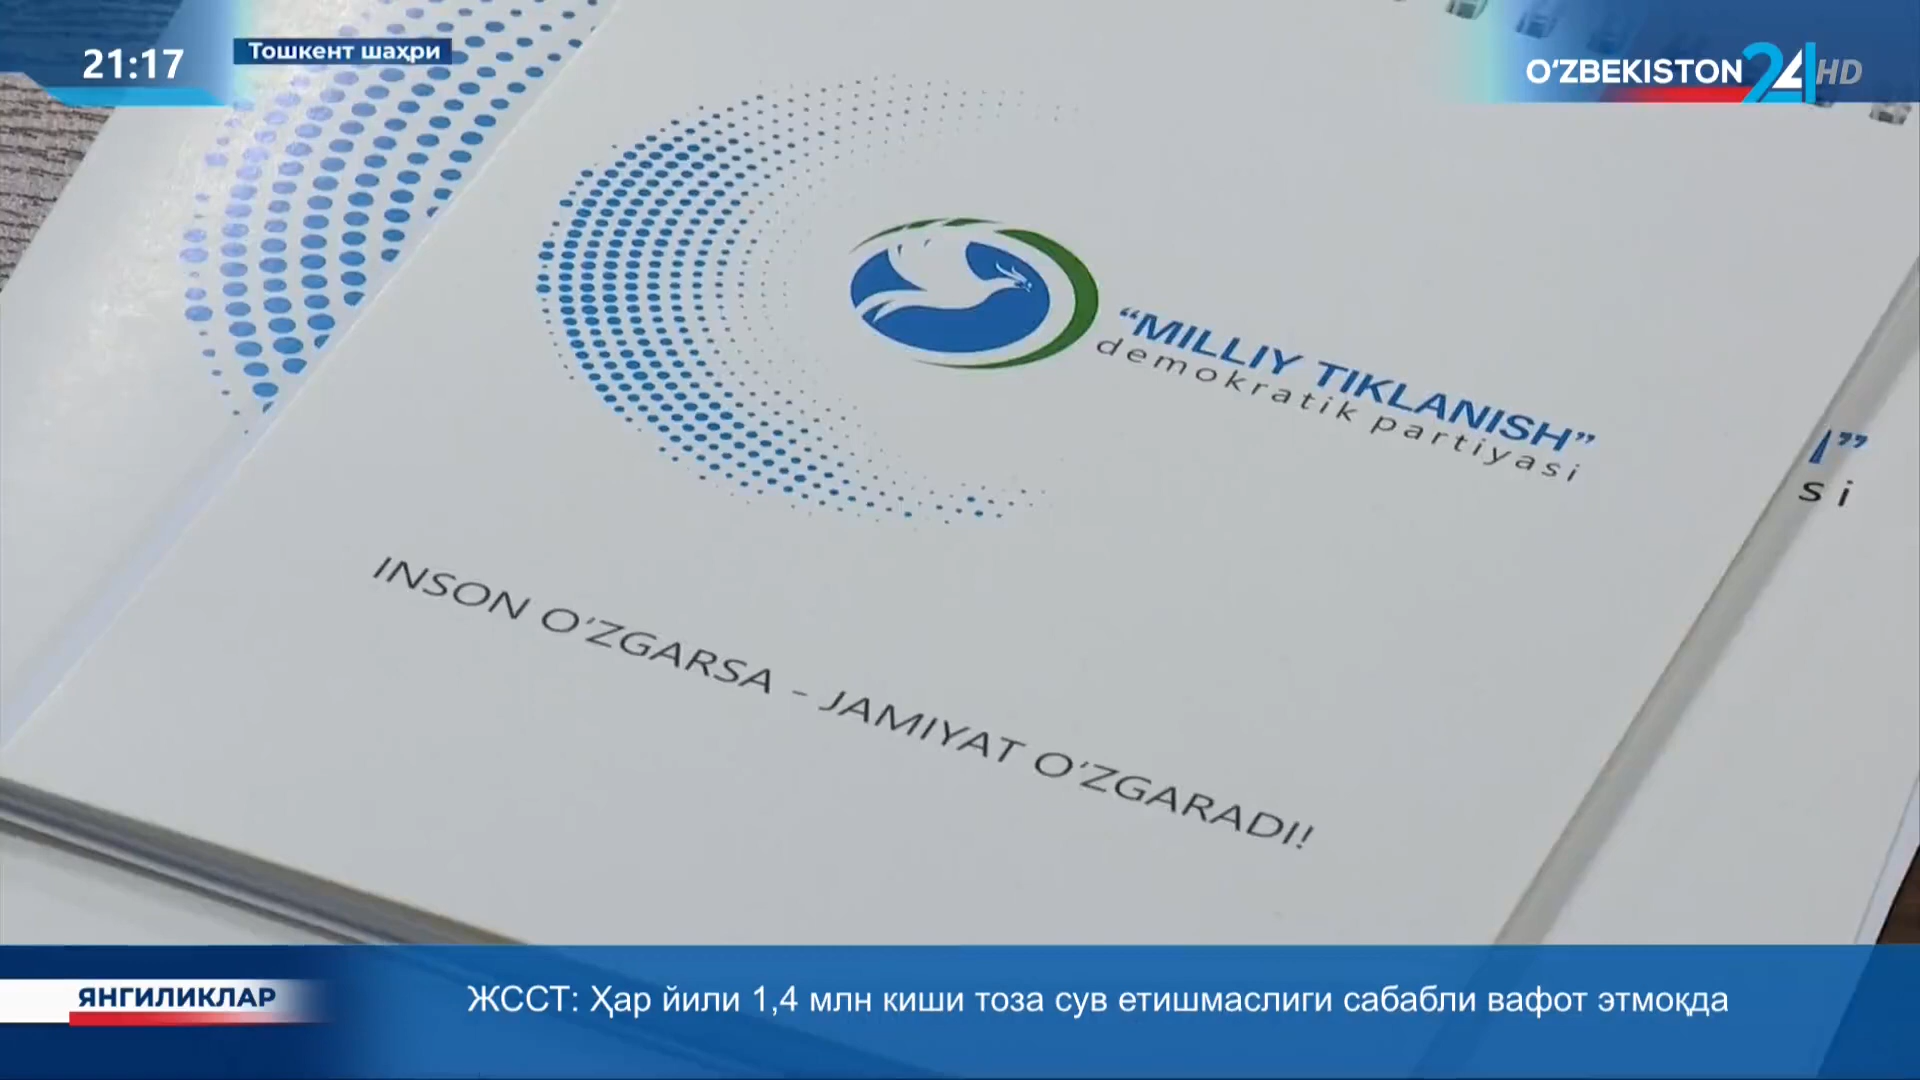 21:17
Тошкент шаҳри
O‘ZBEKISTON 24 HD
“MILLIY TIKLANISH”
demokratik partiyasi
”
si
INSON O‘ZGARSA - JAMIYAT O‘ZGARADI!
ЯНГИЛИКЛАР
ЖССТ: Ҳар йили 1,4 млн киши тоза сув етишмаслиги сабабли вафот этмоқда